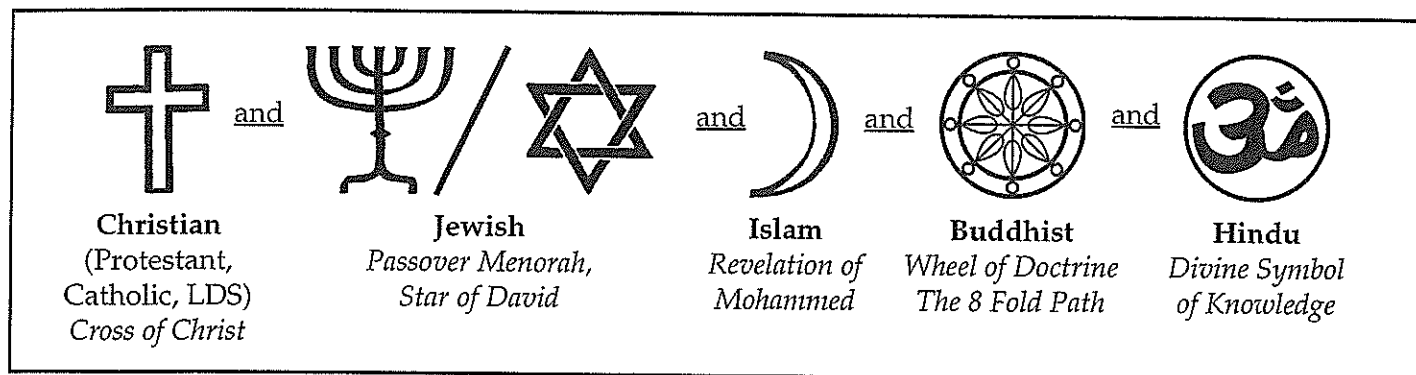 and
and
and
and
ॐ
Christian
(Protestant,
Catholic, LDS)
Cross of Christ
Jewish
Passover Menorah,
Star of David
Islam
Revelation of
Mohammed
Buddhist
Wheel of Doctrine
The 8 Fold Path
Hindu
Divine Symbol
of Knowledge